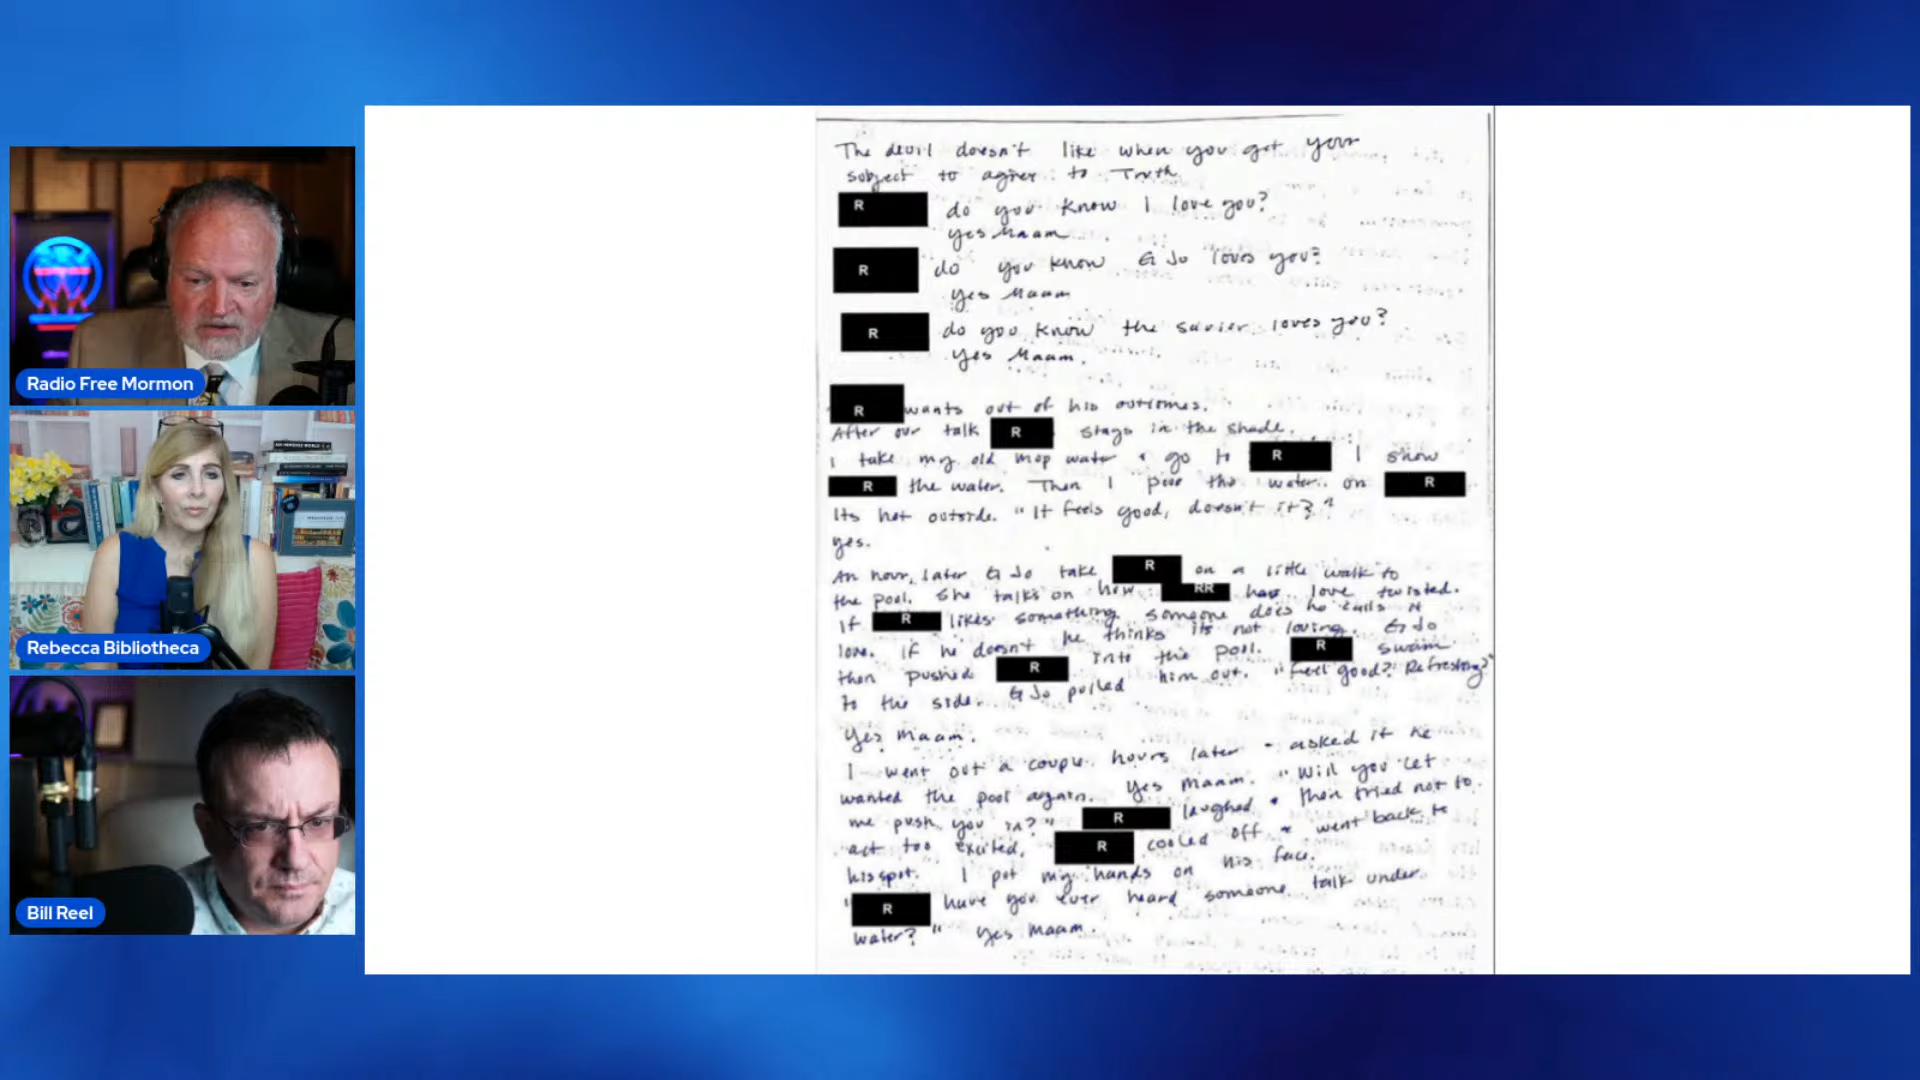 Radio Free Mormon
Rebecca Bibliotheca
Bill Reel
The devil doesn't like when you get your
subject to agree to Truth
R do you know I love you?
yes Maam
R do you know & Jo loves you?
yes Maam
R do you know the savior loves you?
yes Maam.
R wants out of his outcomes.
After our talk R stays in the shade.
I take my old mop water & go to R I show
R the water. Then I pour the water on R
Its hot outside. "It feels good, doesn't it?"
yes.
An hour later & Jo take R on a little walk to
the pool. She talks on how RR has love twisted.
If R likes something someone does he calls it
love. if he doesn't he thinks its not loving. & Jo
then pushed R into the pool. R swam
to the side. & Jo pulled him out. "Feel good? Refreshing?"
Yes Maam.
I went out a couple hours later - asked if he
wanted the pool again. Yes Maam. "Will you let
me push you in?" R laughed & then tried not to
act too excited. R cooled off & went back to
his spot. I put my hands on his face.
"R have you ever heard someone talk under
water?" yes maam.